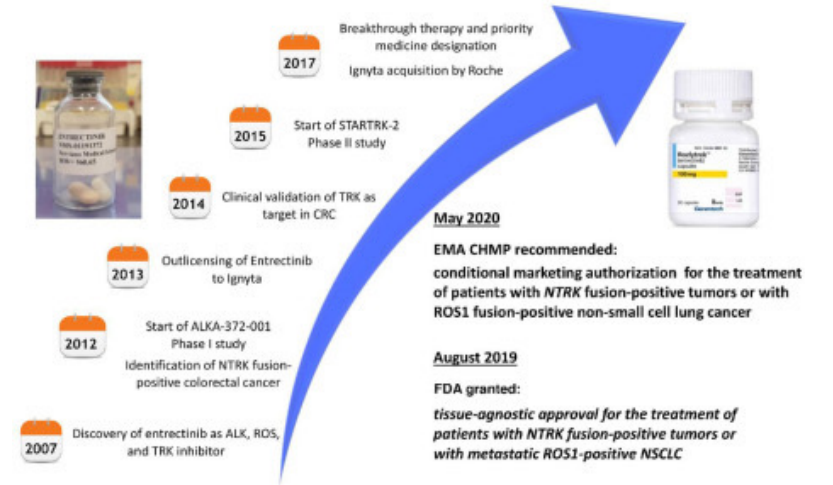 2017
Breakthrough therapy and priority
medicine designation
Ignyta acquisition by Roche
2015
Start of STARTRK-2
Phase II study
2014
Clinical validation of TRK as
target in CRC
2013
Outlicensing of Entrectinib
to Ignyta
2012
Start of ALKA-372-001
Phase I study
Identification of NTRK fusion-
positive colorectal cancer
2007
Discovery of entrectinib as ALK, ROS,
and TRK inhibitor
ENTRECTINIB
Medical
Rozlytrek
capsules
100mg
Genentech
May 2020
EMA CHMP recommended:
conditional marketing authorization for the treatment
of patients with NTRK fusion-positive tumors or with
ROS1 fusion-positive non-small cell lung cancer
August 2019
FDA granted:
tissue-agnostic approval for the treatment of
patients with NTRK fusion-positive tumors or
with metastatic ROS1-positive NSCLC